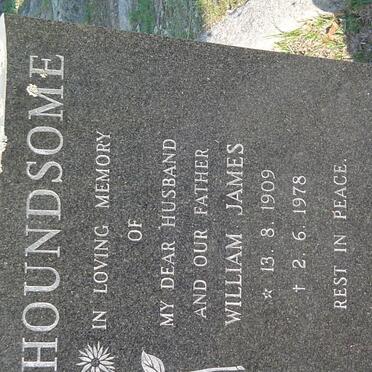 HOUNDSOME
IN LOVING MEMORY
OF
MY DEAR HUSBAND
AND OUR FATHER
WILLIAM JAMES
☆ 13. 8. 1909
† 2. 6. 1978
REST IN PEACE.